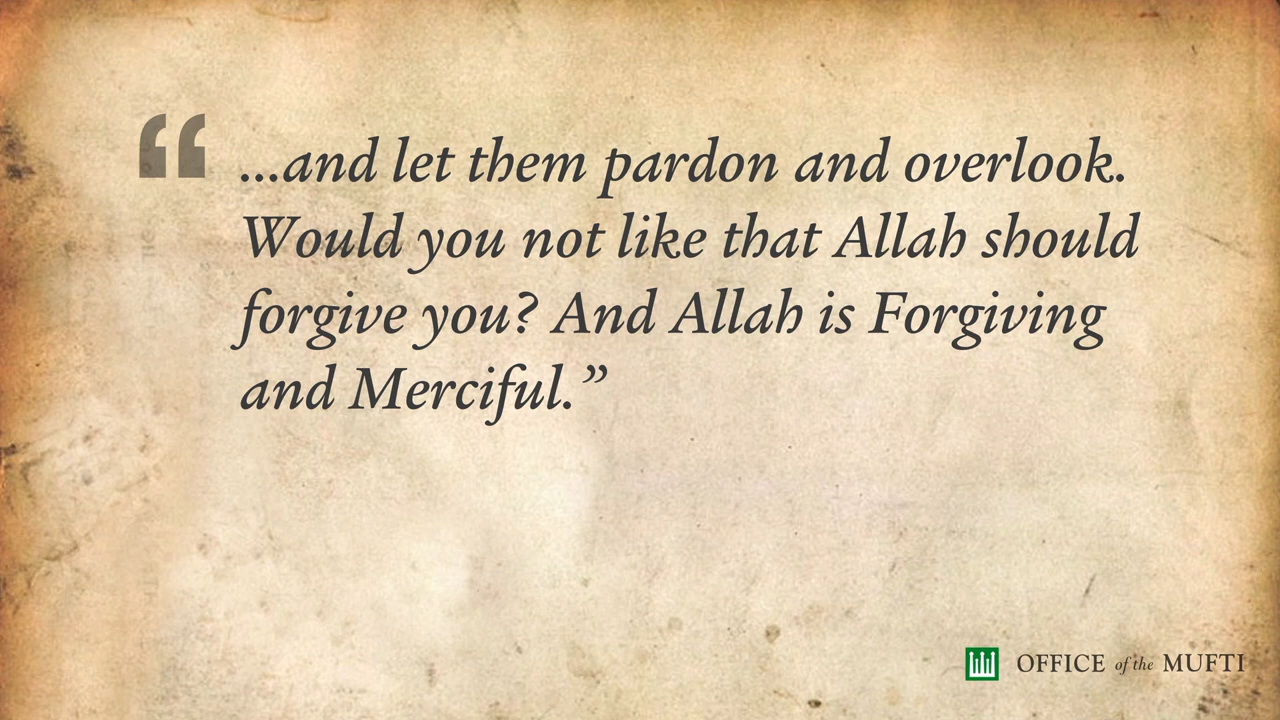 “ ...and let them pardon and overlook.
Would you not like that Allah should
forgive you? And Allah is Forgiving
and Merciful.”
OFFICE of the MUFTI